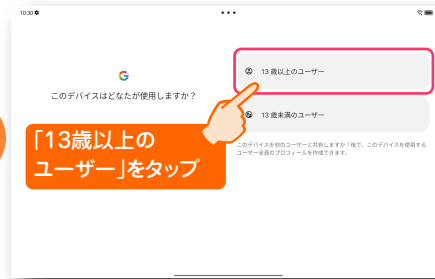 10:30
G
このデバイスはどなたが使用しますか？
13 歳以上のユーザー
13 歳未満のユーザー
このデバイスを他のユーザーと共有しますか？後で、このデバイスを使用する
ユーザー全員のプロフィールを作成できます。
「13歳以上の
ユーザー」をタップ